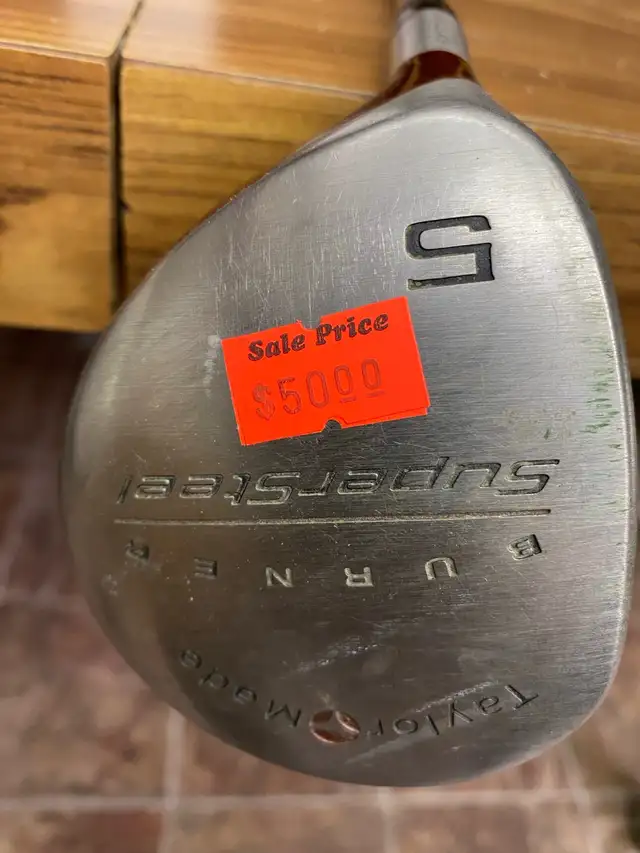 5
Sale Price
$5000
SuperSteel
BURNER
TaylorMade